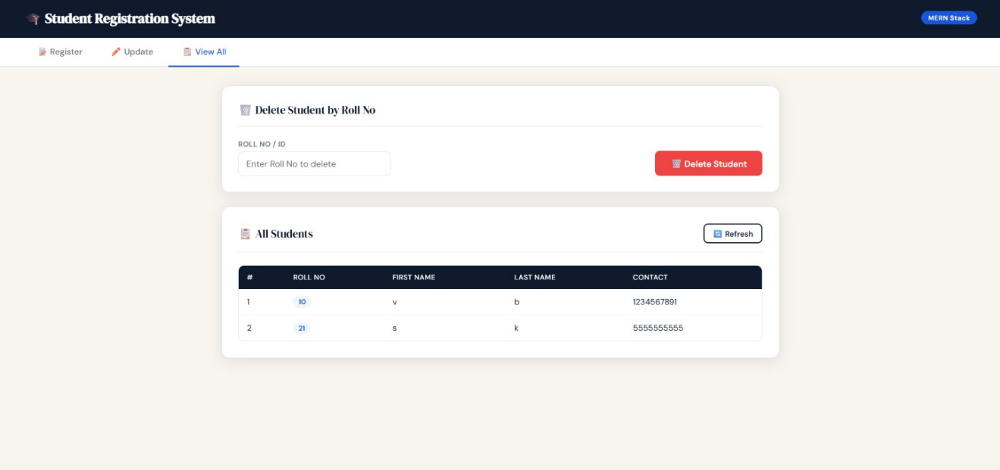 Student Registration System
MERN Stack
Register
Update
View All
Delete Student by Roll No
ROLL NO / ID
Enter Roll No to delete
Delete Student
All Students
Refresh
# ROLL NO FIRST NAME LAST NAME CONTACT
1 10 v b 1234567891
2 21 s k 5555555555